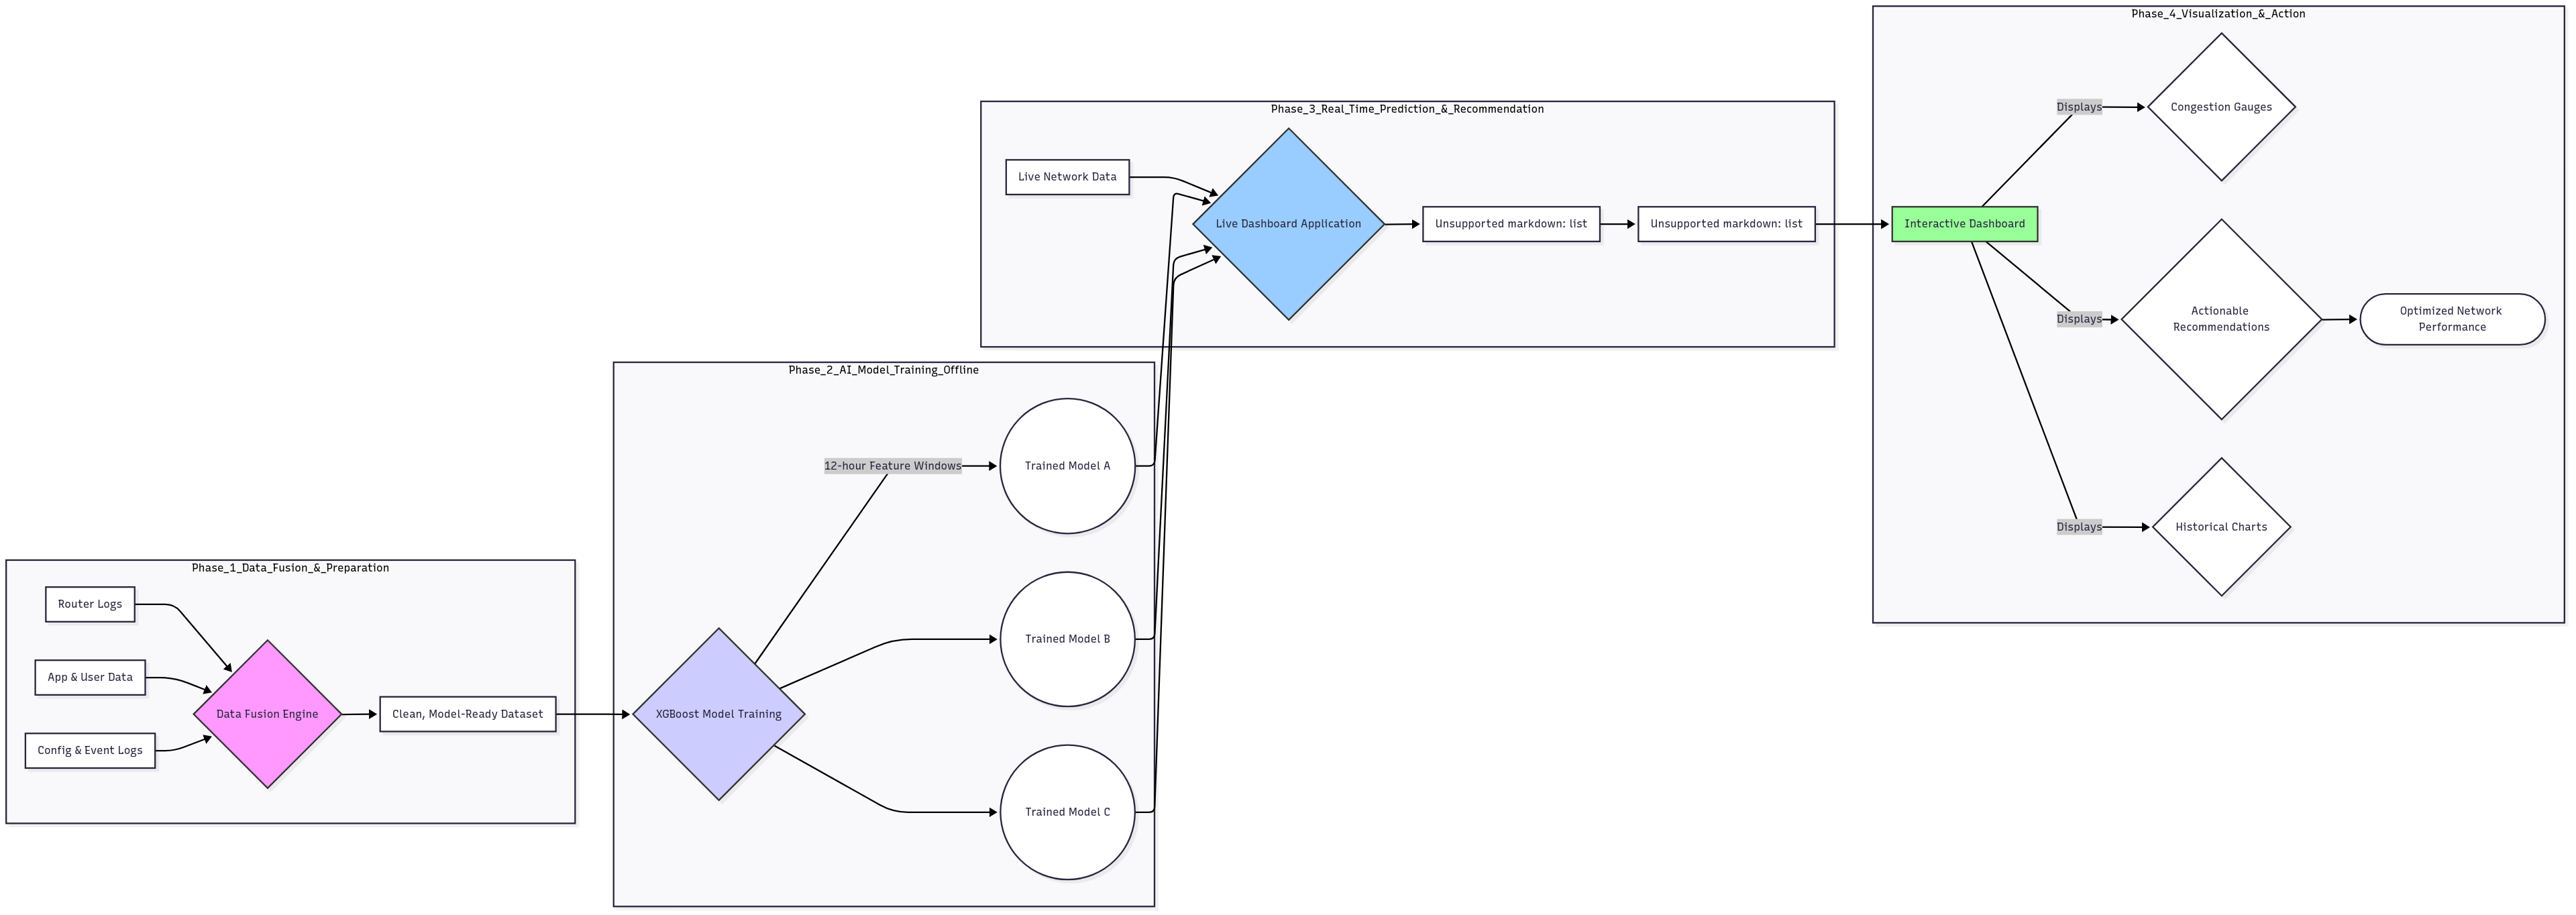 Phase_1_Data_Fusion_&_Preparation
Router Logs
App & User Data
Config & Event Logs
Data Fusion Engine
Clean, Model-Ready Dataset
Phase_2_AI_Model_Training_Offline
XGBoost Model Training
12-hour Feature Windows
Trained Model A
Trained Model B
Trained Model C
Phase_3_Real_Time_Prediction_&_Recommendation
Live Network Data
Live Dashboard Application
Unsupported markdown: list
Unsupported markdown: list
Phase_4_Visualization_&_Action
Interactive Dashboard
Displays
Congestion Gauges
Displays
Actionable
Recommendations
Optimized Network
Performance
Displays
Historical Charts